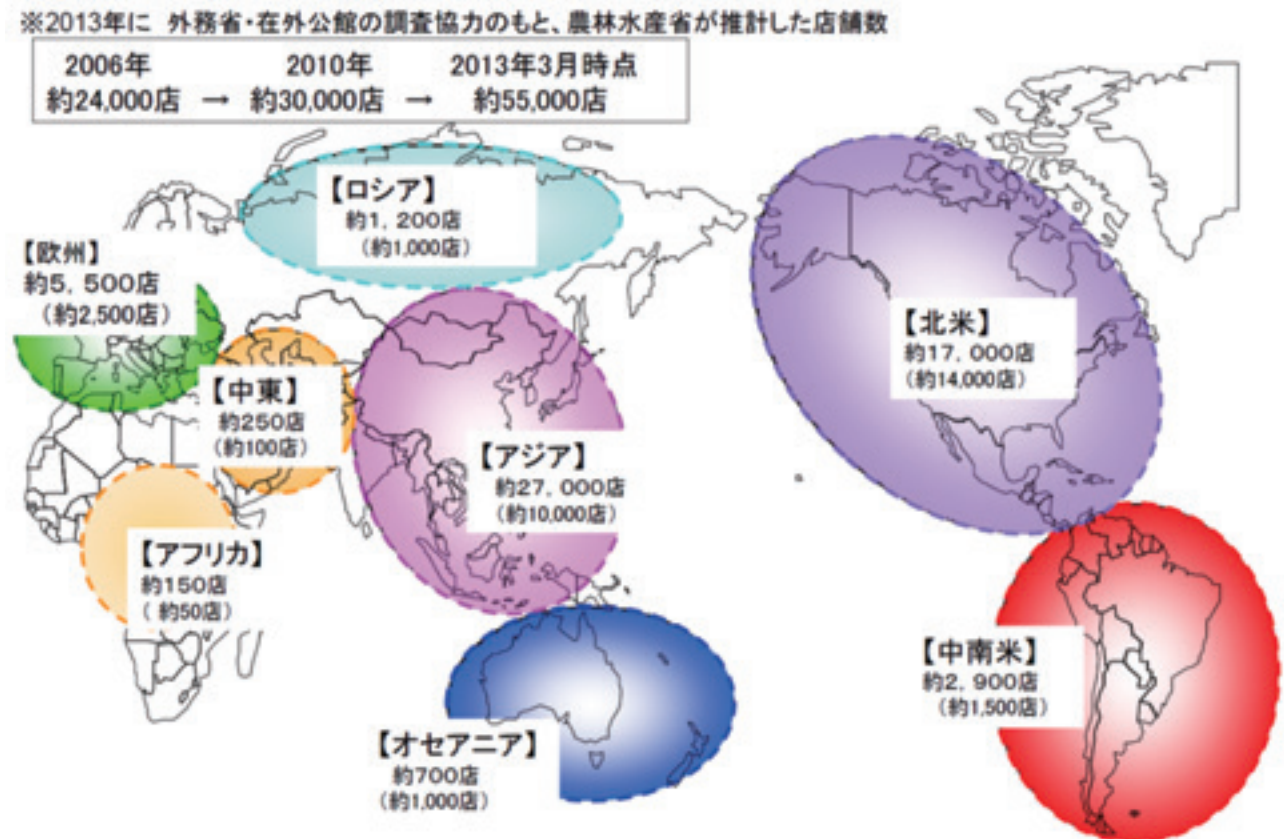 ※2013年に 外務省・在外公館の調査協力のもと、農林水産省が推計した店舗数
2006年 2010年 2013年3月時点
約24,000店 → 約30,000店 → 約55,000店
【ロシア】
約1,200店
(約1,000店)
【欧州】
約5,500店
(約2,500店)
【北米】
約17,000店
(約14,000店)
【中東】
約250店
(約100店)
【アジア】
約27,000店
(約10,000店)
【アフリカ】
約150店
( 約50店)
【中南米】
約2,900店
(約1,500店)
【オセアニア】
約700店
(約1,000店)